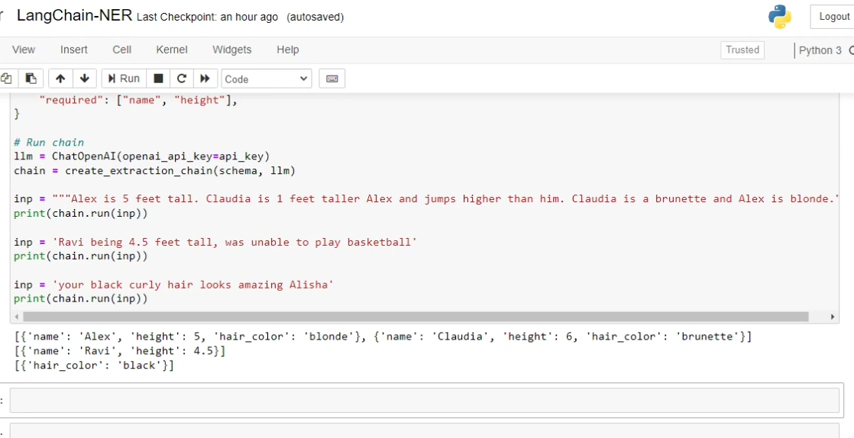 LangChain-NER Last Checkpoint: an hour ago (autosaved)
Logout
View Insert Cell Kernel Widgets Help
Trusted Python 3
Run Code
"required": ["name", "height"],
}
# Run chain
llm = ChatOpenAI(openai_api_key=api_key)
chain = create_extraction_chain(schema, llm)
inp = """Alex is 5 feet tall. Claudia is 1 feet taller Alex and jumps higher than him. Claudia is a brunette and Alex is blonde."
print(chain.run(inp))
inp = 'Ravi being 4.5 feet tall, was unable to play basketball'
print(chain.run(inp))
inp = 'your black curly hair looks amazing Alisha'
print(chain.run(inp))
[{'name': 'Alex', 'height': 5, 'hair_color': 'blonde'}, {'name': 'Claudia', 'height': 6, 'hair_color': 'brunette'}]
[{'name': 'Ravi', 'height': 4.5}]
[{'hair_color': 'black'}]